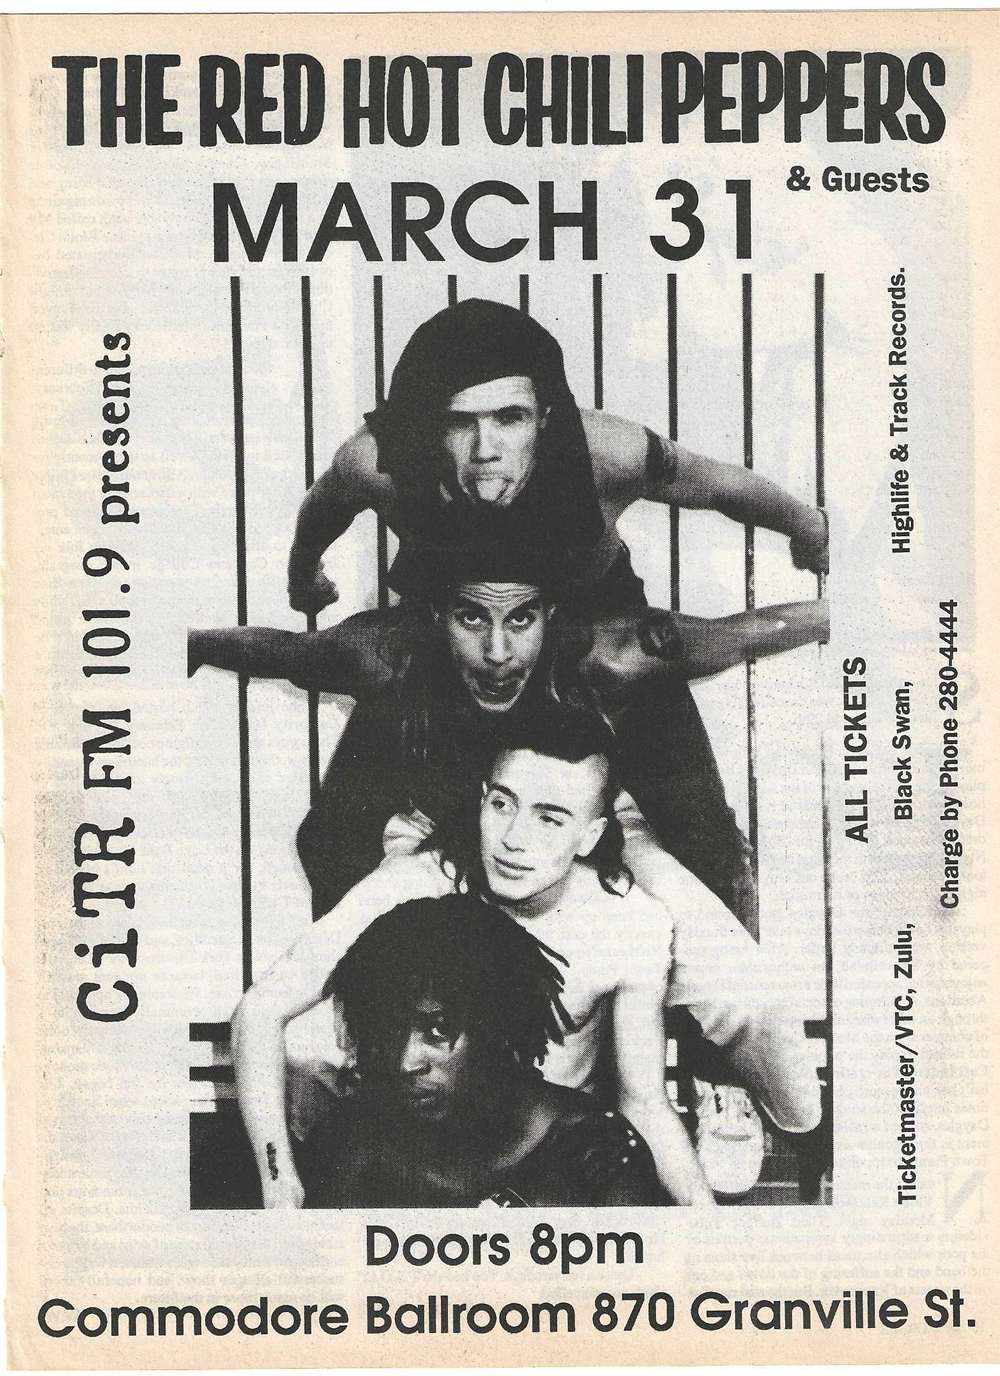 THE RED HOT CHILI PEPPERS
& Guests
MARCH 31
CiTR FM 101.9 presents
ALL TICKETS
Ticketmaster/VTC, Zulu, Black Swan, Highlife & Track Records.
Charge by Phone 280-4444
Doors 8pm
Commodore Ballroom 870 Granville St.